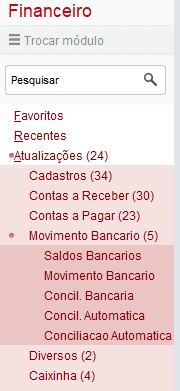 Financeiro
Trocar módulo
Pesquisar
Favoritos
Recentes
Atualizações (24)
Cadastros (34)
Contas a Receber (30)
Contas a Pagar (23)
Movimento Bancario (5)
Saldos Bancarios
Movimento Bancario
Concil. Bancaria
Concil. Automatica
Conciliacao Automatica
Diversos (2)
Caixinha (4)